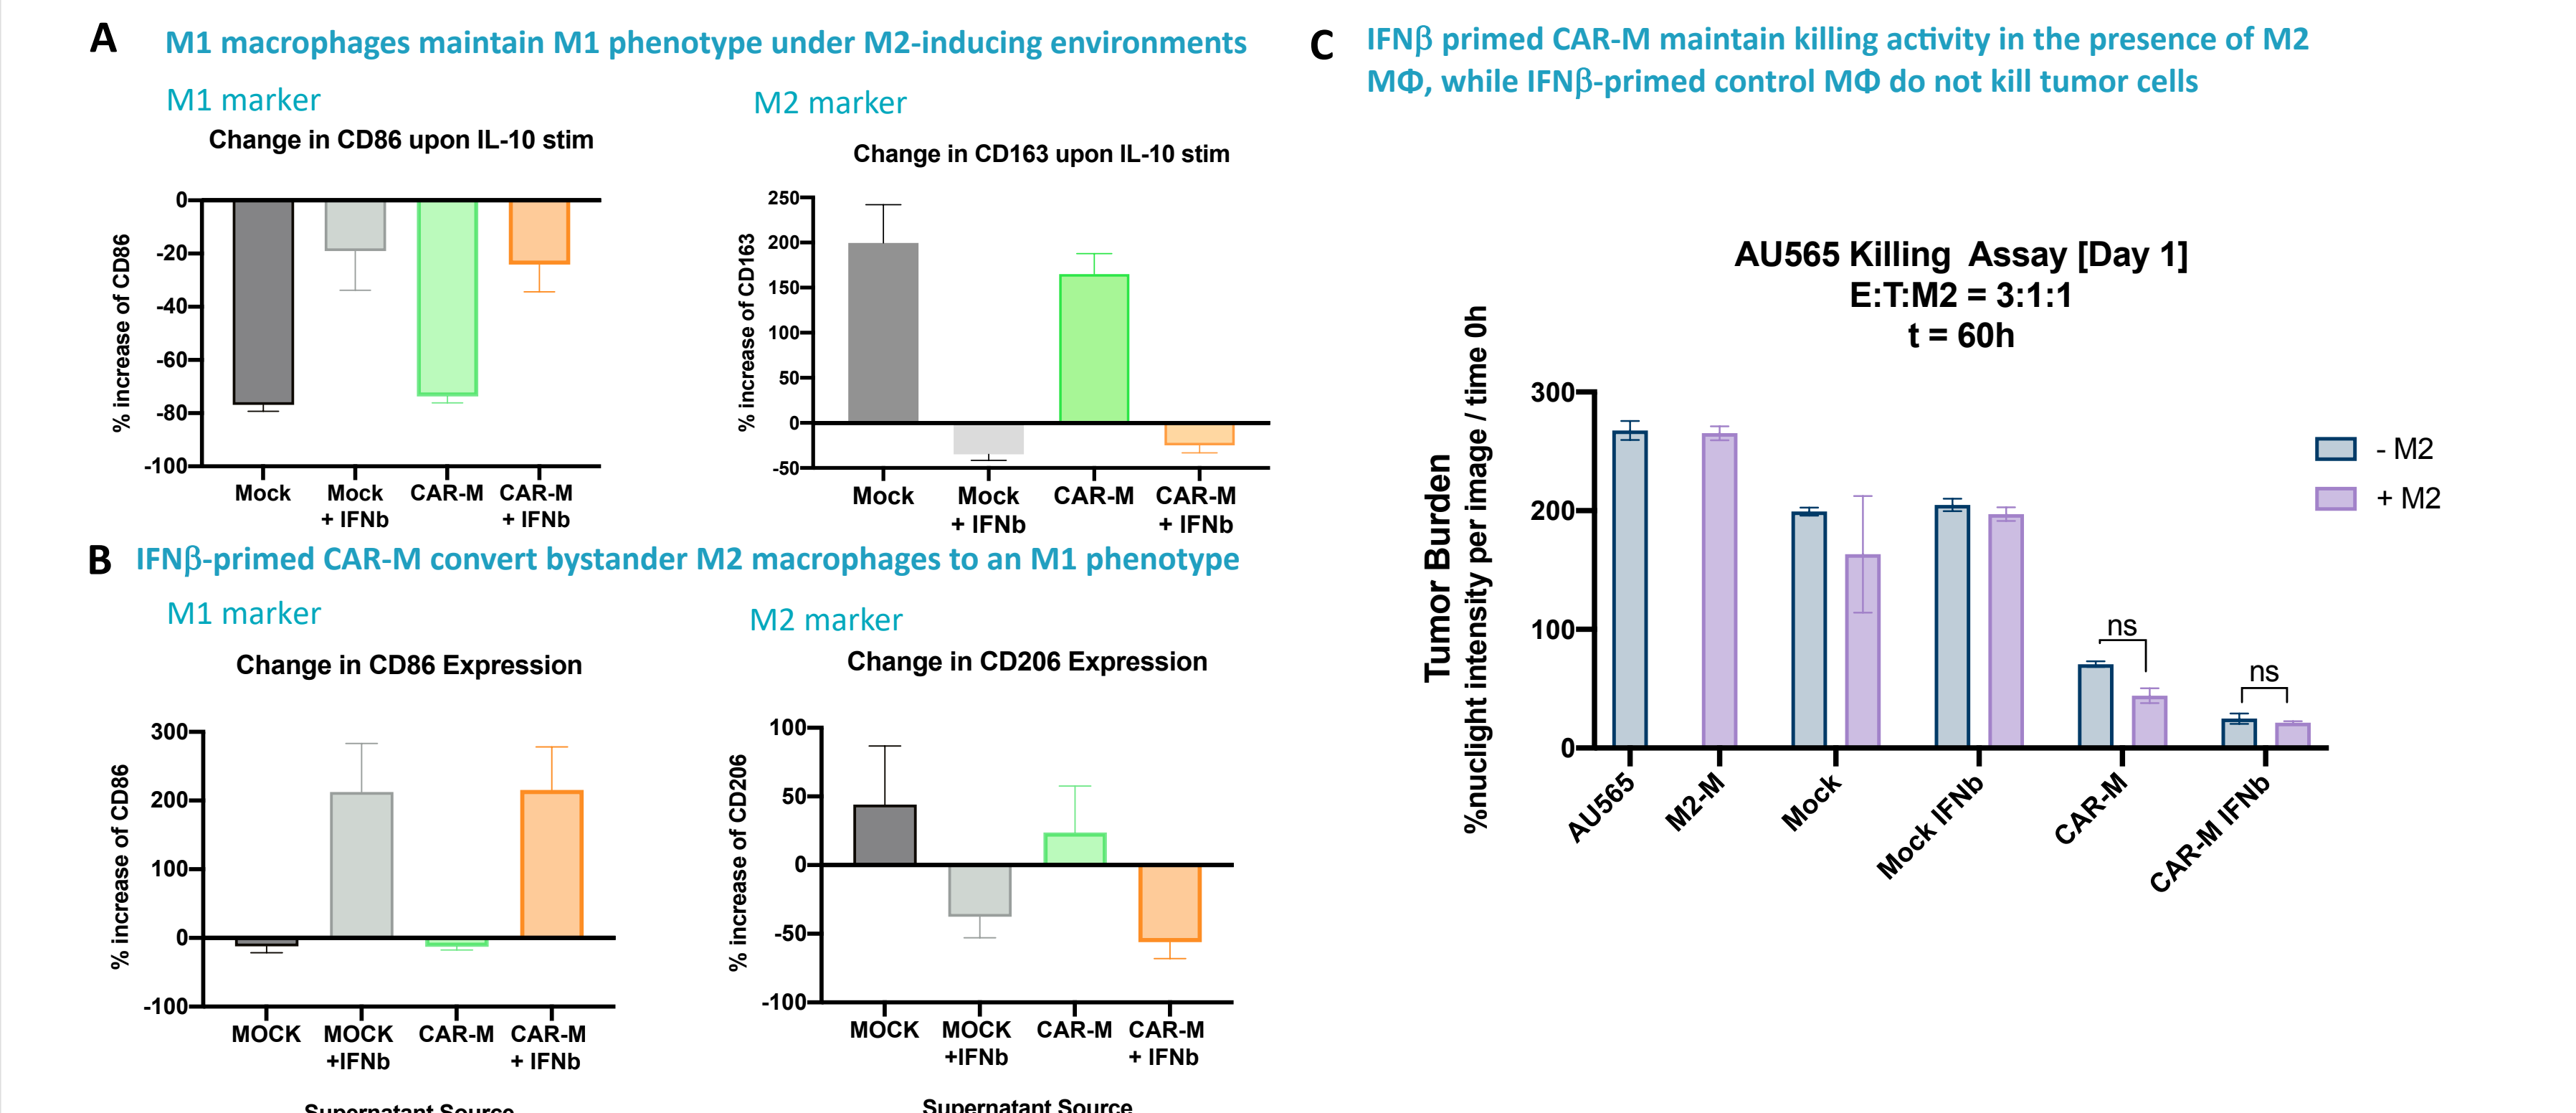 A
M1 macrophages maintain M1 phenotype under M2-inducing environments
M1 marker
Change in CD86 upon IL-10 stim
% increase of CD86
0
-20
-40
-60
-80
-100
Mock
Mock
+ IFNb
CAR-M
CAR-M
+ IFNb
M2 marker
Change in CD163 upon IL-10 stim
% increase of CD163
250
200
150
100
50
0
-50
Mock
Mock
+ IFNb
CAR-M
CAR-M
+ IFNb
B
IFNβ-primed CAR-M convert bystander M2 macrophages to an M1 phenotype
M1 marker
Change in CD86 Expression
% increase of CD86
300
200
100
0
-100
MOCK
MOCK
+IFNb
CAR-M
CAR-M
+ IFNb
Supernatant Source
M2 marker
Change in CD206 Expression
% increase of CD206
100
50
0
-50
-100
MOCK
MOCK
+IFNb
CAR-M
CAR-M
+ IFNb
Supernatant Source
C
IFNβ primed CAR-M maintain killing activity in the presence of M2
MΦ, while IFNβ-primed control MΦ do not kill tumor cells
AU565 Killing Assay [Day 1]
E:T:M2 = 3:1:1
t = 60h
Tumor Burden
%nuclight intensity per image / time 0h
300
200
100
0
ns
ns
AU565
M2-M
Mock
Mock IFNb
CAR-M
CAR-M IFNb
- M2
+ M2